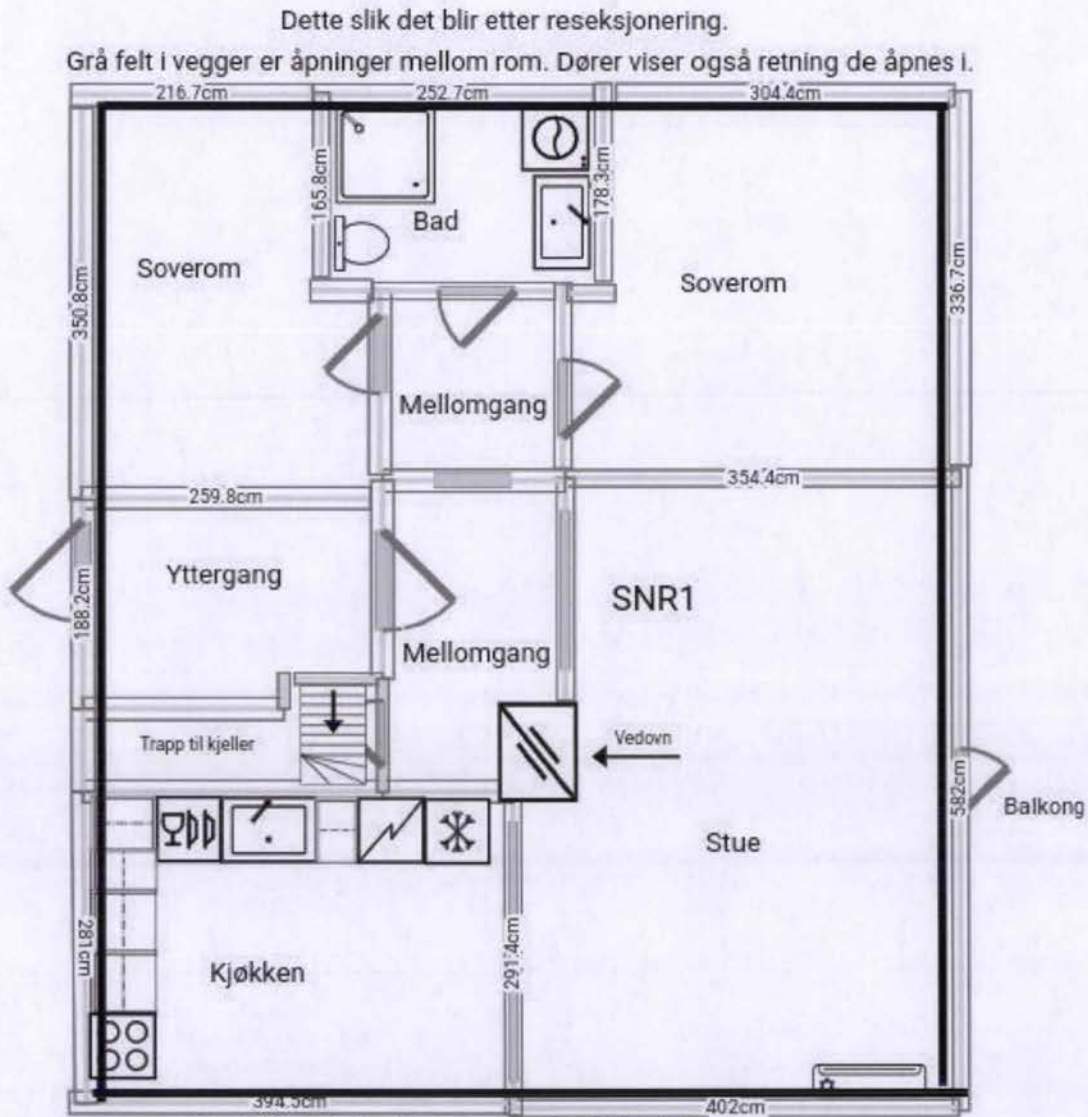 Dette slik det blir etter reseksjonering.
Grå felt i vegger er åpninger mellom rom. Dører viser også retning de åpnes i.
216.7cm
252.7cm
304.4cm
165.8cm
178.3cm
Bad
Soverom
Soverom
350.8cm
336.7cm
Mellomgang
259.8cm
354.4cm
Yttergang
188.2cm
SNR1
Mellomgang
Trapp til kjeller
Vedovn
582cm
Balkong
Stue
281cm
291.4cm
Kjøkken
394.5cm
402cm